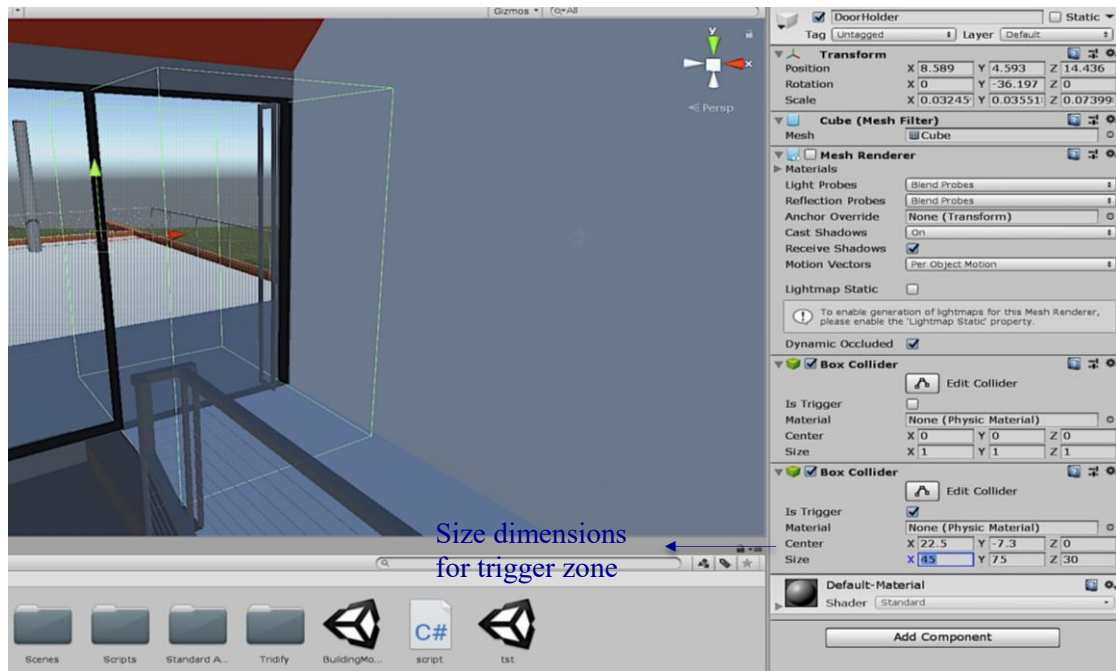 Gizmos
All
DoorHolder Static
Tag Untagged Layer Default
Transform
Position X 8.589 Y 4.593 Z 14.436
Rotation X 0 Y -36.197 Z 0
Scale X 0.03245 Y 0.03551 Z 0.07399
Cube (Mesh Filter)
Mesh Cube
Mesh Renderer
Materials
Light Probes Blend Probes
Reflection Probes Blend Probes
Anchor Override None (Transform)
Cast Shadows On
Receive Shadows
Motion Vectors Per Object Motion
Lightmap Static
To enable generation of lightmaps for this Mesh Renderer,
please enable the 'Lightmap Static' property.
Dynamic Occluded
Box Collider
Edit Collider
Is Trigger
Material None (Physic Material)
Center X 0 Y 0 Z 0
Size X 1 Y 1 Z 1
Box Collider
Edit Collider
Is Trigger
Material None (Physic Material)
Center X 22.5 Y -7.3 Z 0
Size X 45 Y 75 Z 30
Default-Material
Shader Standard
Add Component
y
x
Persp
Size dimensions
for trigger zone
C#
Scenes Scripts Standard A... Tridify BuildingMo... script tst